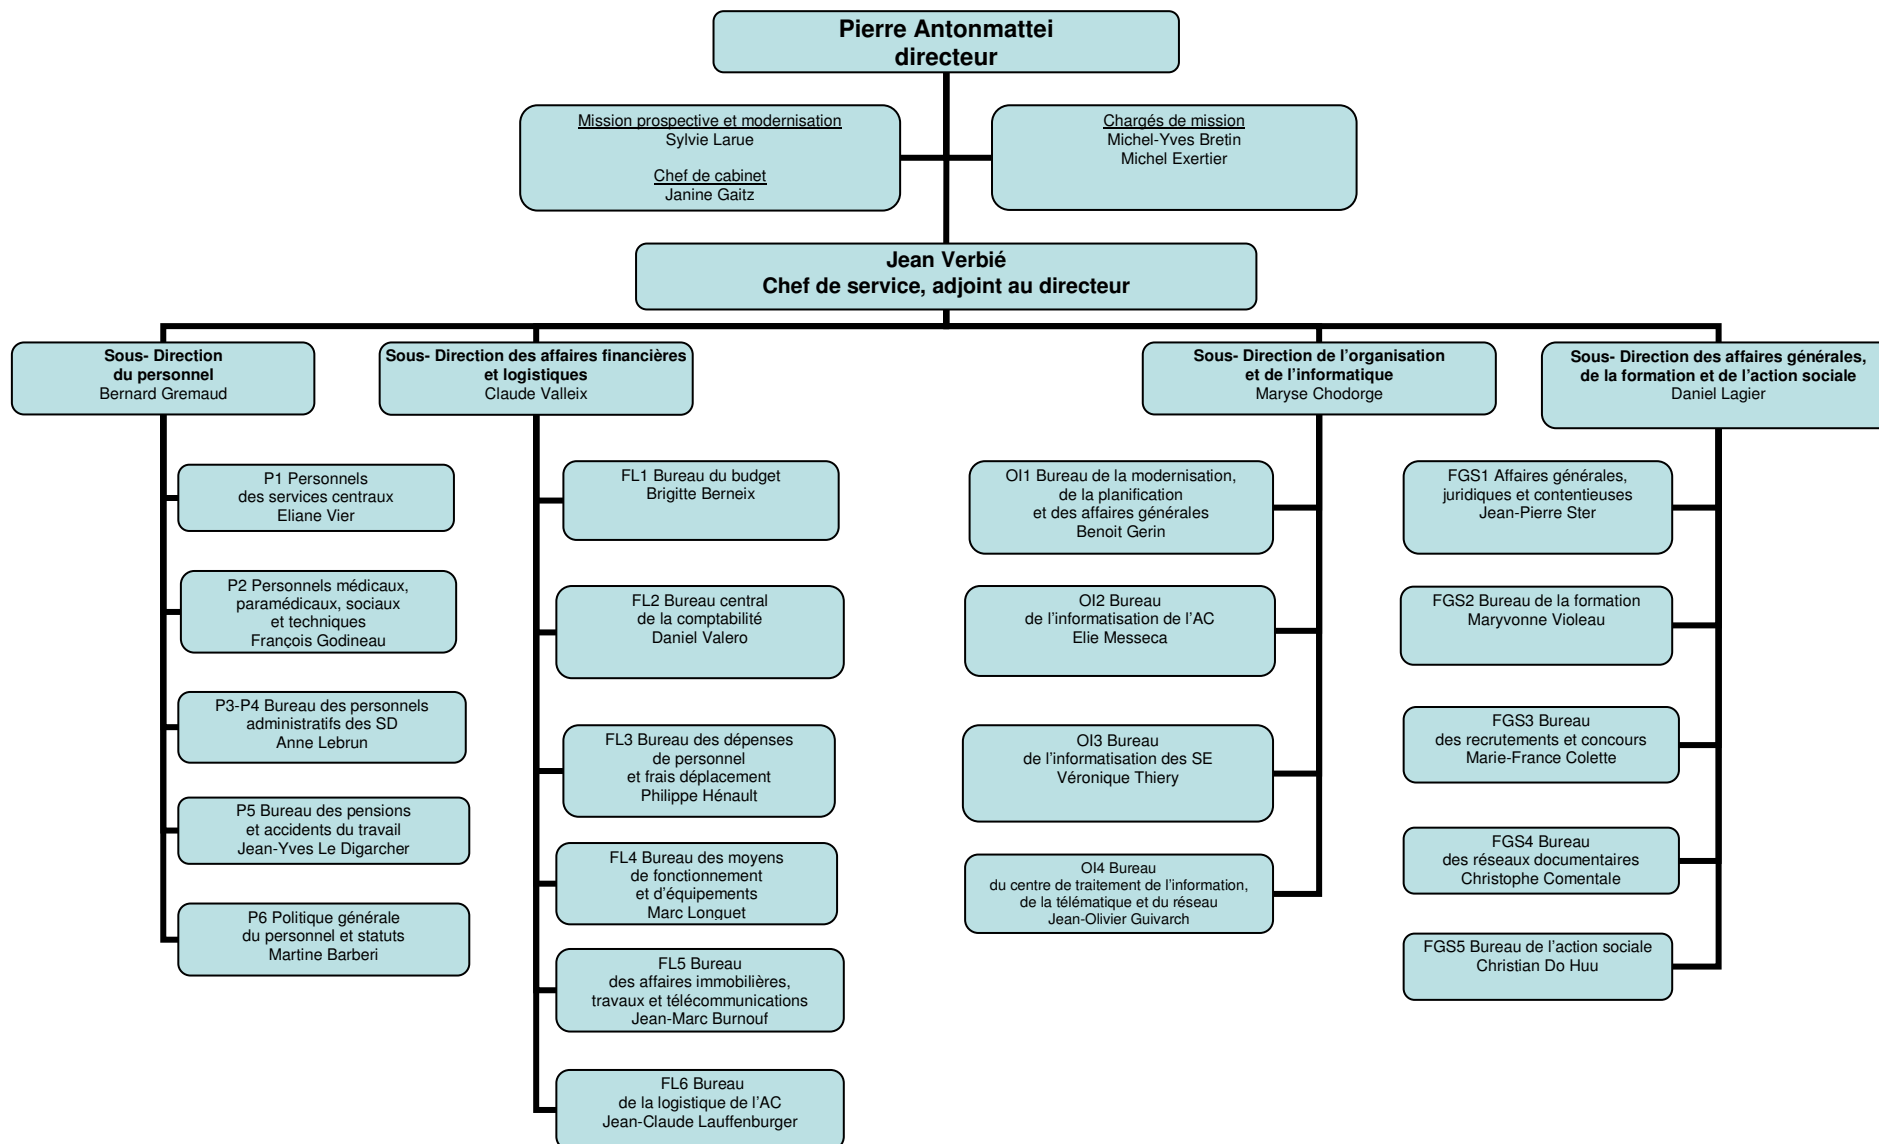 Pierre Antonmattei
directeur
Mission prospective et modernisation
Sylvie Larue
Chef de cabinet
Janine Gaitz
Chargés de mission
Michel-Yves Bretin
Michel Exertier
Jean Verbié
Chef de service, adjoint au directeur
Sous- Direction
du personnel
Bernard Gremaud
P1 Personnels
des services centraux
Eliane Vier
P2 Personnels médicaux,
paramédicaux, sociaux
et techniques
François Godineau
P3-P4 Bureau des personnels
administratifs des SD
Anne Lebrun
P5 Bureau des pensions
et accidents du travail
Jean-Yves Le Digarcher
P6 Politique générale
du personnel et statuts
Martine Barberi
Sous- Direction des affaires financières
et logistiques
Claude Valleix
FL1 Bureau du budget
Brigitte Berneix
FL2 Bureau central
de la comptabilité
Daniel Valero
FL3 Bureau des dépenses
de personnel
et frais déplacement
Philippe Hénault
FL4 Bureau des moyens
de fonctionnement
et d’équipements
Marc Longuet
FL5 Bureau
des affaires immobilières,
travaux et télécommunications
Jean-Marc Burnouf
FL6 Bureau
de la logistique de l’AC
Jean-Claude Lauffenburger
Sous- Direction de l’organisation
et de l’informatique
Maryse Chodorge
OI1 Bureau de la modernisation,
de la planification
et des affaires générales
Benoit Gerin
OI2 Bureau
de l’informatisation de l’AC
Elie Messeca
OI3 Bureau
de l’informatisation des SE
Véronique Thiery
OI4 Bureau
du centre de traitement de l’information,
de la télématique et du réseau
Jean-Olivier Guivarch
Sous- Direction des affaires générales,
de la formation et de l’action sociale
Daniel Lagier
FGS1 Affaires générales,
juridiques et contentieuses
Jean-Pierre Ster
FGS2 Bureau de la formation
Maryvonne Violeau
FGS3 Bureau
des recrutements et concours
Marie-France Colette
FGS4 Bureau
des réseaux documentaires
Christophe Comentale
FGS5 Bureau de l’action sociale
Christian Do Huu